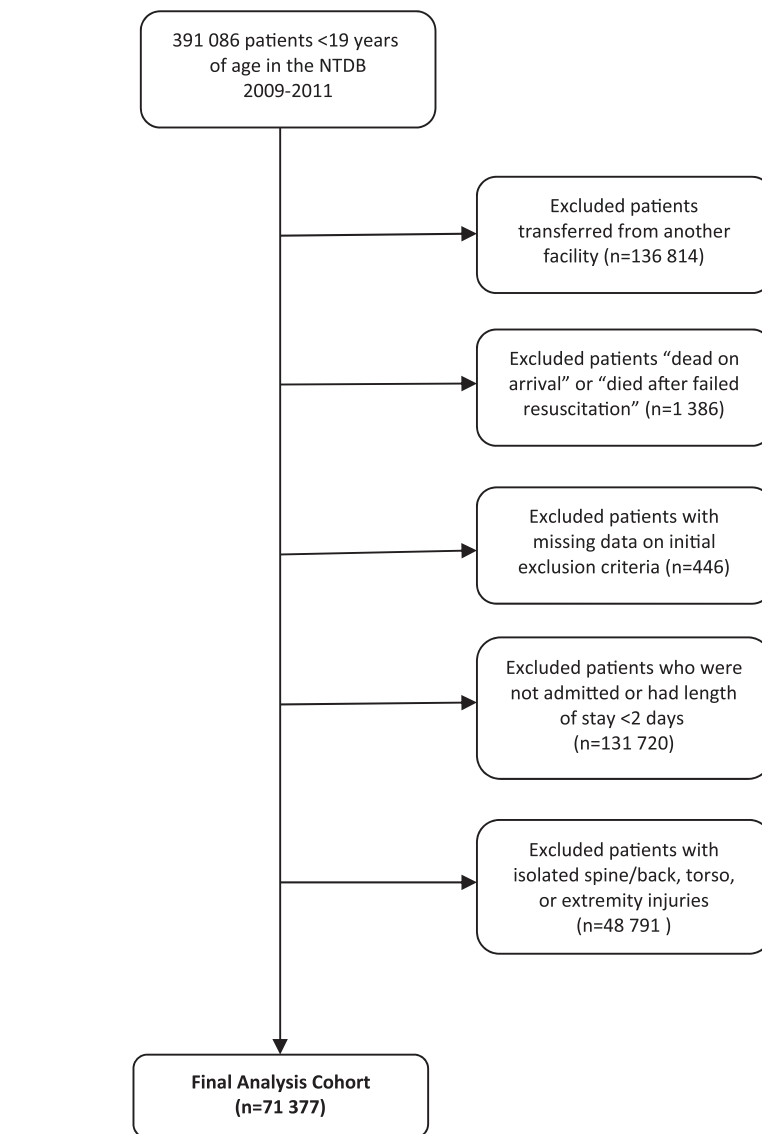 391 086 patients <19 years
of age in the NTDB
2009-2011
Excluded patients
transferred from another
facility (n=136 814)
Excluded patients “dead on
arrival” or “died after failed
resuscitation” (n=1 386)
Excluded patients with
missing data on initial
exclusion criteria (n=446)
Excluded patients who were
not admitted or had length
of stay <2 days
(n=131 720)
Excluded patients with
isolated spine/back, torso,
or extremity injuries
(n=48 791 )
Final Analysis Cohort
(n=71 377)